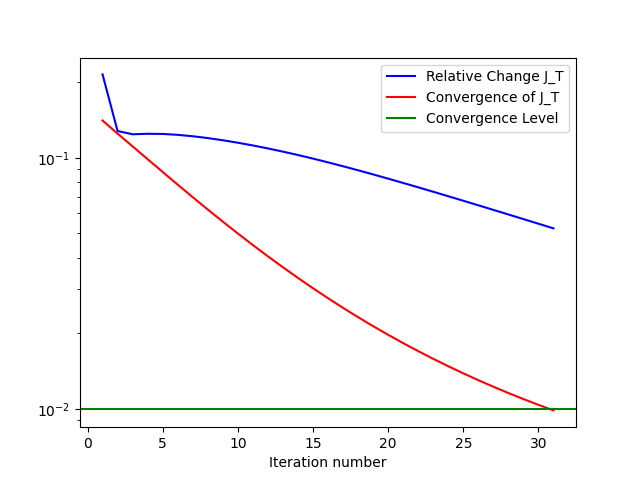 Relative Change J_T
Convergence of J_T
Convergence Level
10⁻¹
10⁻²
0 5 10 15 20 25 30
Iteration number